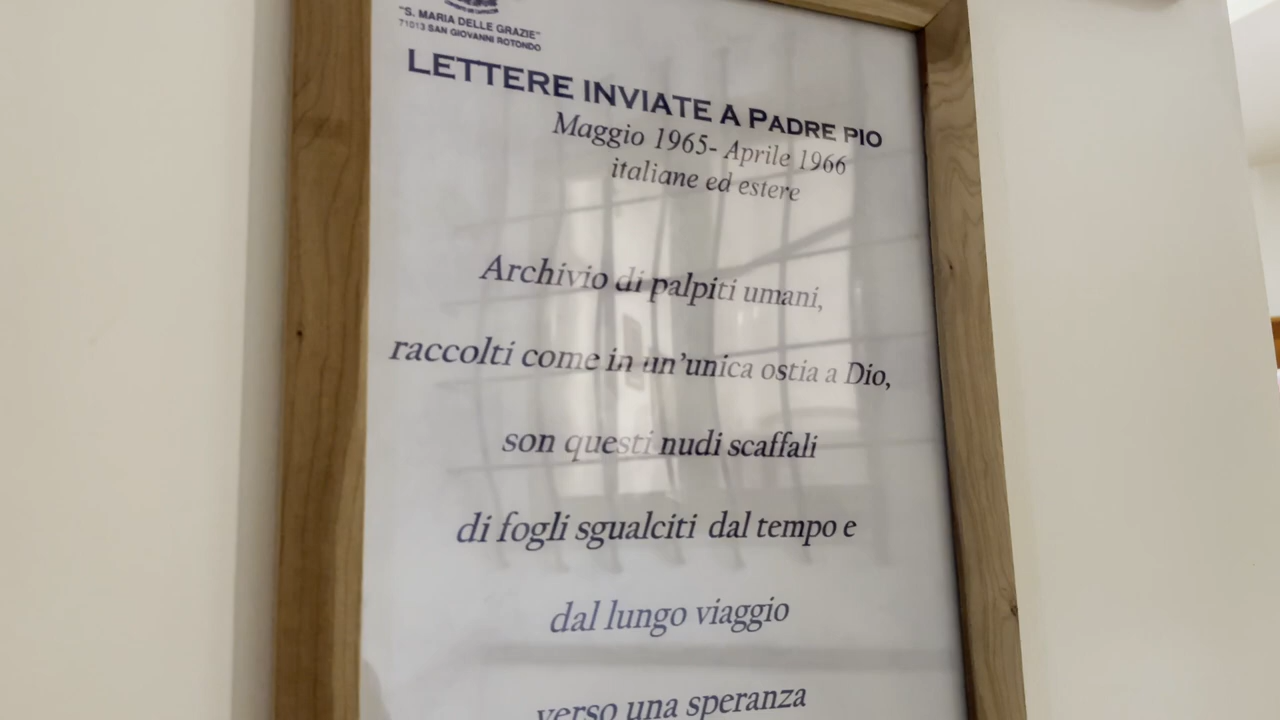 "S. MARIA DELLE GRAZIE"
71013 SAN GIOVANNI ROTONDO
LETTERE INVIATE A PADRE PIO
Maggio 1965- Aprile 1966
italiane ed estere
Archivio di palpiti umani,
raccolti come in un'unica ostia a Dio,
son questi nudi scaffali
di fogli sgualciti dal tempo e
dal lungo viaggio
verso una speranza